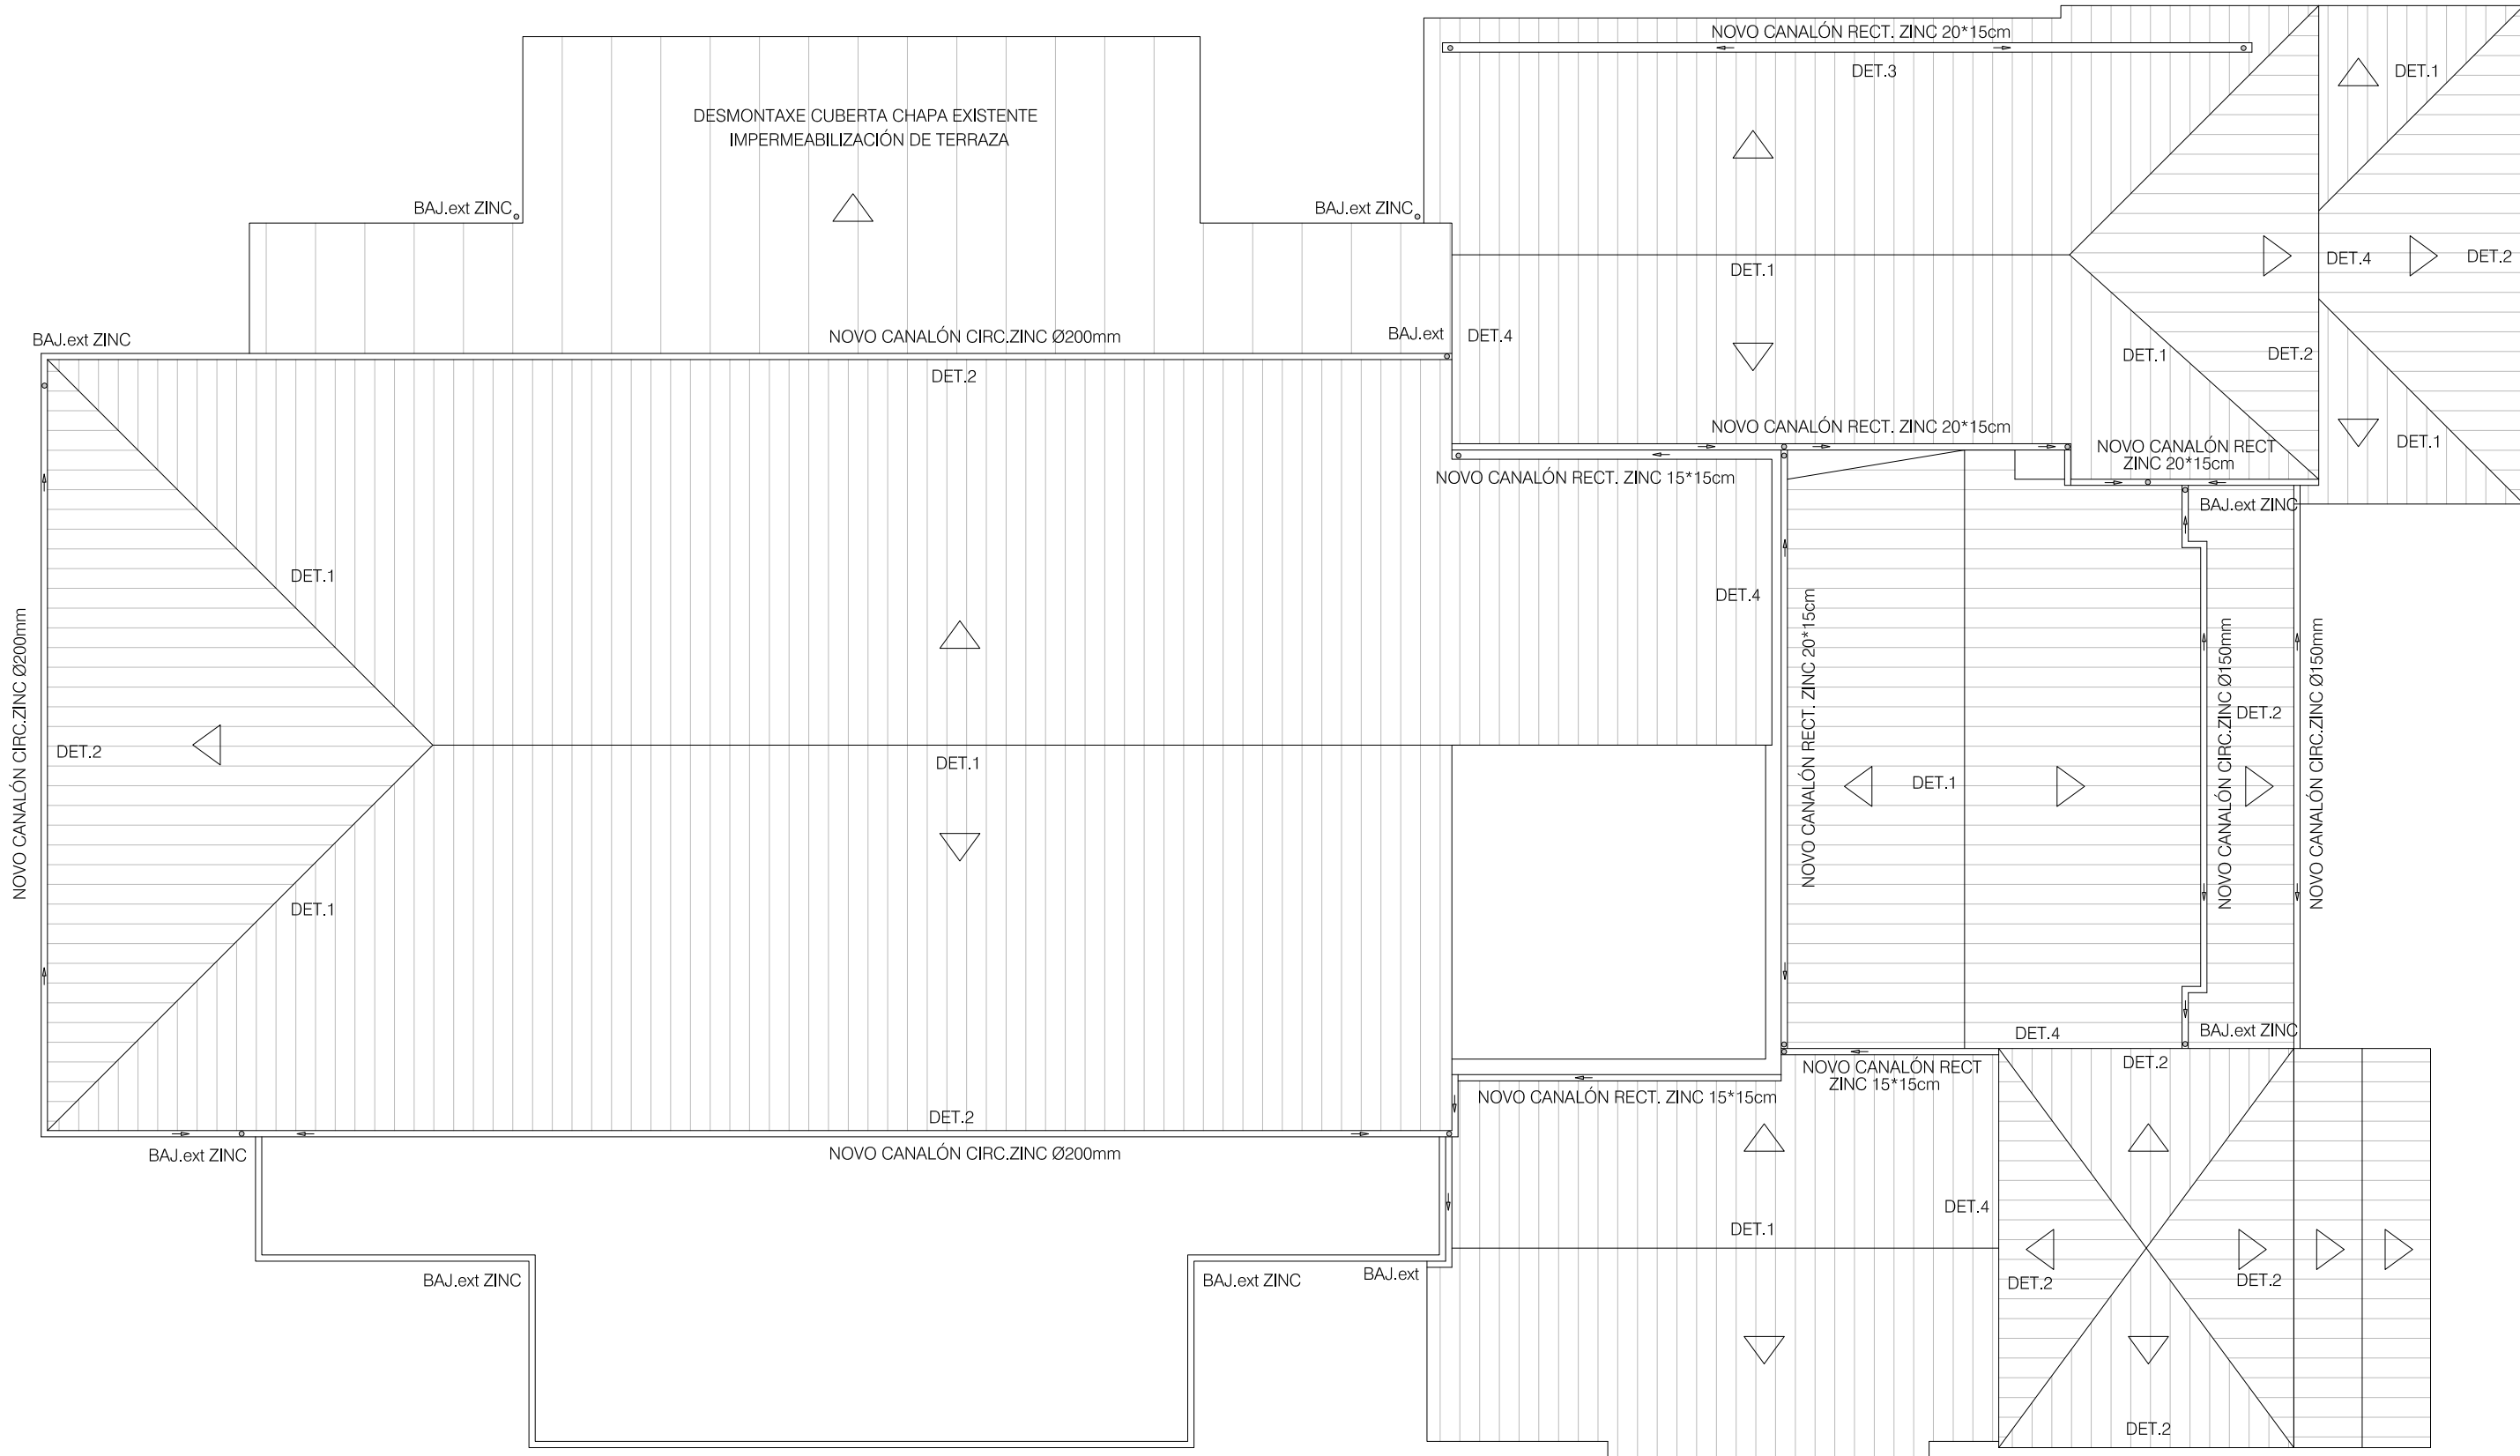 NOVO CANALÓN RECT. ZINC 20*15cm
DET.3
DET.1
DESMONTAXE CUBERTA CHAPA EXISTENTE
IMPERMEABILIZACIÓN DE TERRAZA
BAJ.ext ZINC
BAJ.ext ZINC
DET.1
DET.4
DET.2
BAJ.ext ZINC
NOVO CANALÓN CIRC.ZINC Ø200mm
BAJ.ext
DET.4
DET.1
DET.2
DET.2
NOVO CANALÓN RECT. ZINC 20*15cm
NOVO CANALÓN RECT
ZINC 20*15cm
DET.1
NOVO CANALÓN RECT. ZINC 15*15cm
BAJ.ext ZINC
DET.1
DET.4
NOVO CANALÓN CIRC.ZINC Ø200mm
DET.2
DET.1
NOVO CANALÓN RECT. ZINC 20*15cm
DET.1
NOVO CANALÓN CIRC.ZINC Ø150mm
DET.2
NOVO CANALÓN CIRC.ZINC Ø150mm
DET.1
DET.4
BAJ.ext ZINC
DET.2
NOVO CANALÓN RECT
ZINC 15*15cm
NOVO CANALÓN RECT. ZINC 15*15cm
DET.2
BAJ.ext ZINC
NOVO CANALÓN CIRC.ZINC Ø200mm
DET.4
DET.1
BAJ.ext ZINC
BAJ.ext ZINC
BAJ.ext
DET.2
DET.2
DET.2